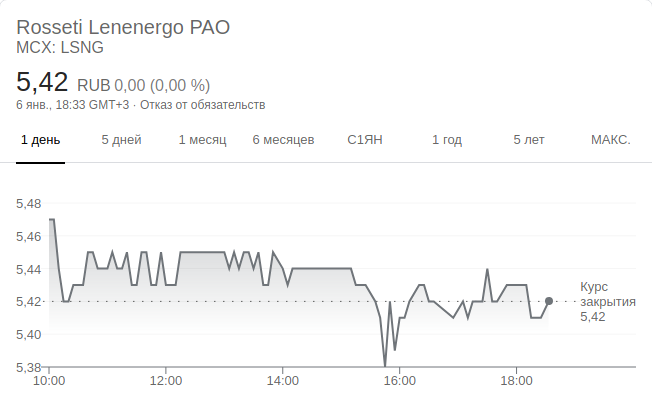 Rosseti Lenenergo PAO
MCX: LSNG
5,42 RUB 0,00 (0,00 %)
6 янв., 18:33 GMT+3 · Отказ от обязательств
1 день 5 дней 1 месяц 6 месяцев С1ЯН 1 год 5 лет МАКС.
5,48
5,46
5,44
5,42
5,40
5,38
Курс
закрытия
5,42
10:00 12:00 14:00 16:00 18:00